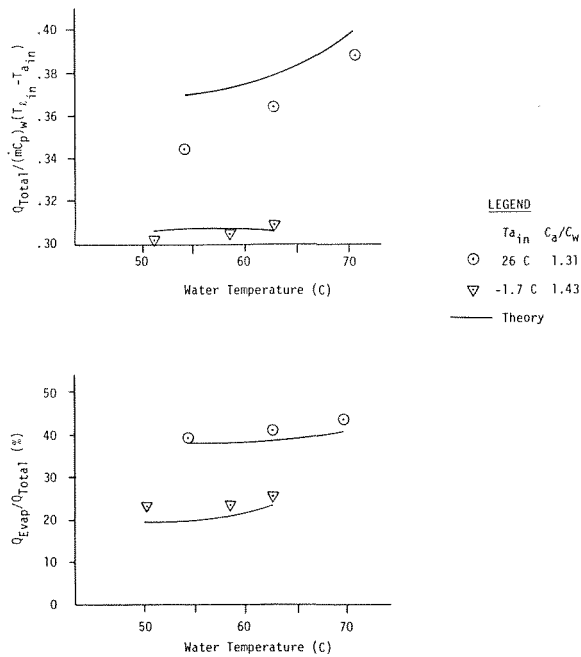 .40
.38
.36
.34
.32
.30
Q_Total/(ṁC_p)_w(T_ℓ_in-T_a_in)
50 60 70
Water Temperature (C)
LEGEND
Ta_in C_a/C_w
26 C 1.31
-1.7 C 1.43
Theory
50
40
30
20
10
0
Q_Evap/Q_Total (%)
50 60 70
Water Temperature (C)